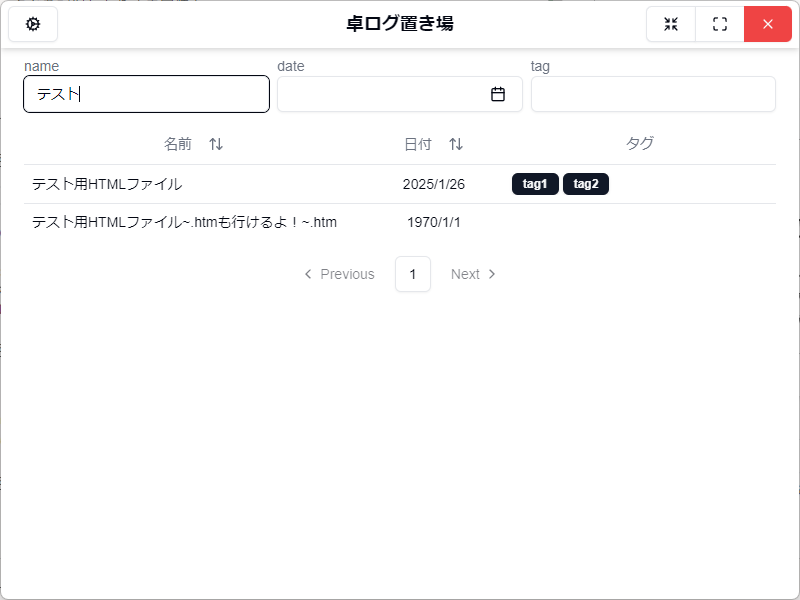 卓ログ置き場
name date tag
テスト
名前 日付 タグ
テスト用HTMLファイル 2025/1/26 tag1 tag2
テスト用HTMLファイル~.htmも行けるよ！~.htm 1970/1/1
Previous 1 Next